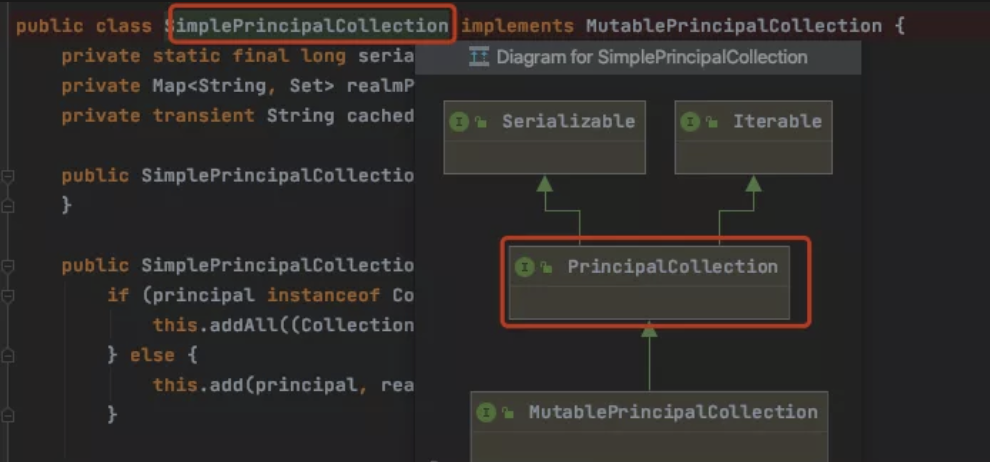 public class SimplePrincipalCollection implements MutablePrincipalCollection {
private static final long seria
private Map<String, Set> realmP
private transient String cached
public SimplePrincipalCollectio
}
public SimplePrincipalCollectio
if (principal instanceof Co
this.addAll((Collection
} else {
this.add(principal, rea
}
Diagram for SimplePrincipalCollection
I Serializable
I Iterable
I PrincipalCollection
I MutablePrincipalCollection